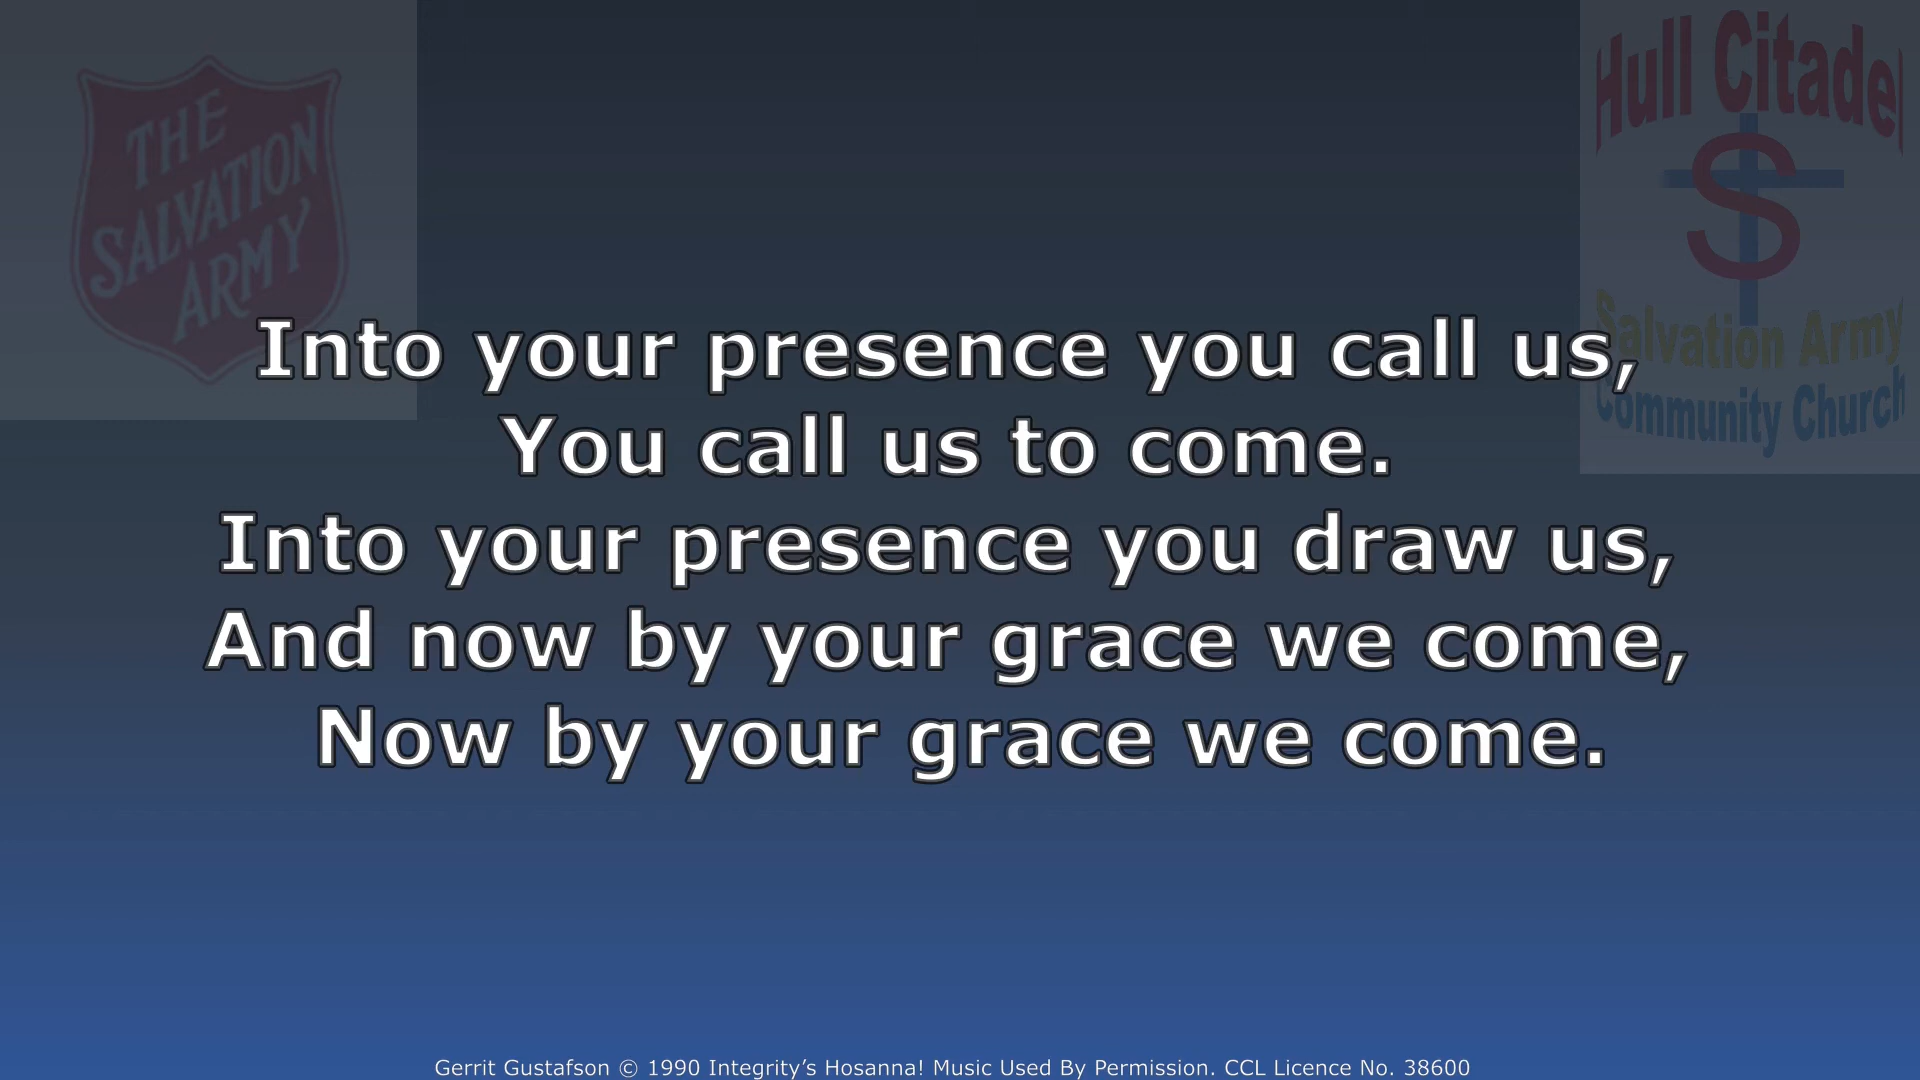 THE
SALVATION
ARMY
Hull Citadel
S
Salvation Army
Community Church
Into your presence you call us,
You call us to come.
Into your presence you draw us,
And now by your grace we come,
Now by your grace we come.
Gerrit Gustafson © 1990 Integrity’s Hosanna! Music Used By Permission. CCL Licence No. 38600